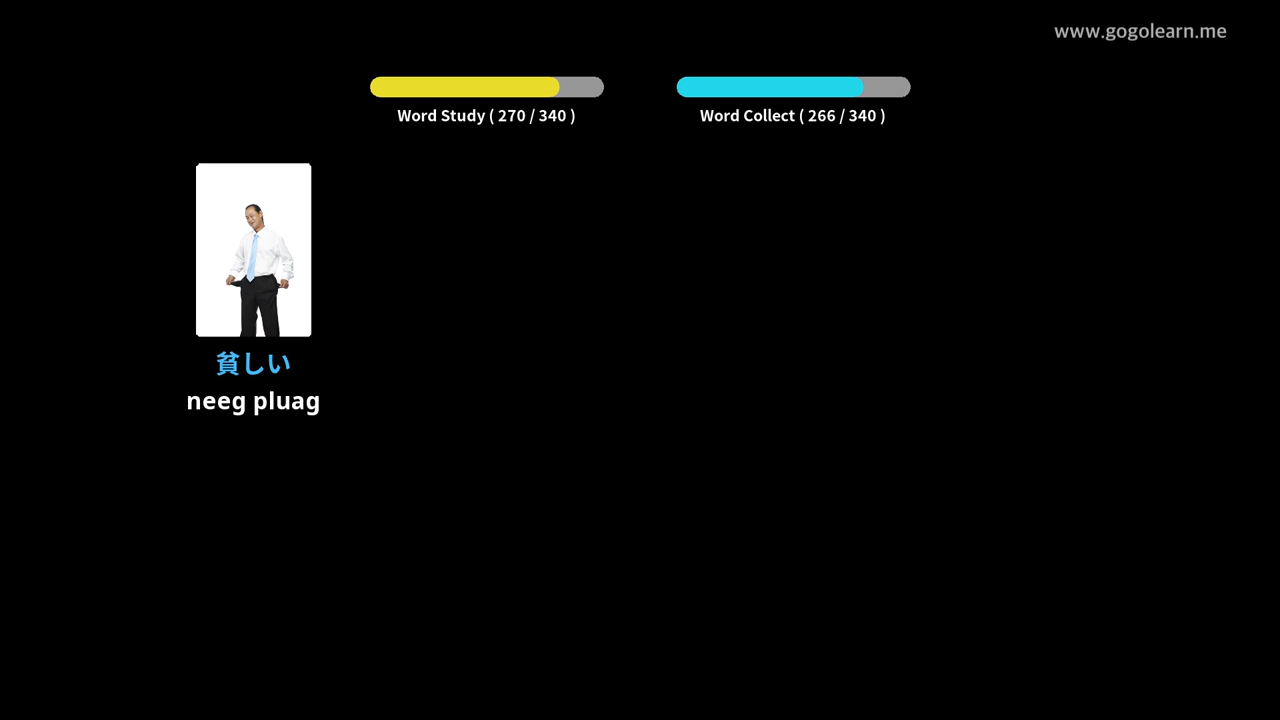 www.gogolearn.me
Word Study ( 270 / 340 )
Word Collect ( 266 / 340 )
貧しい
neeg pluag